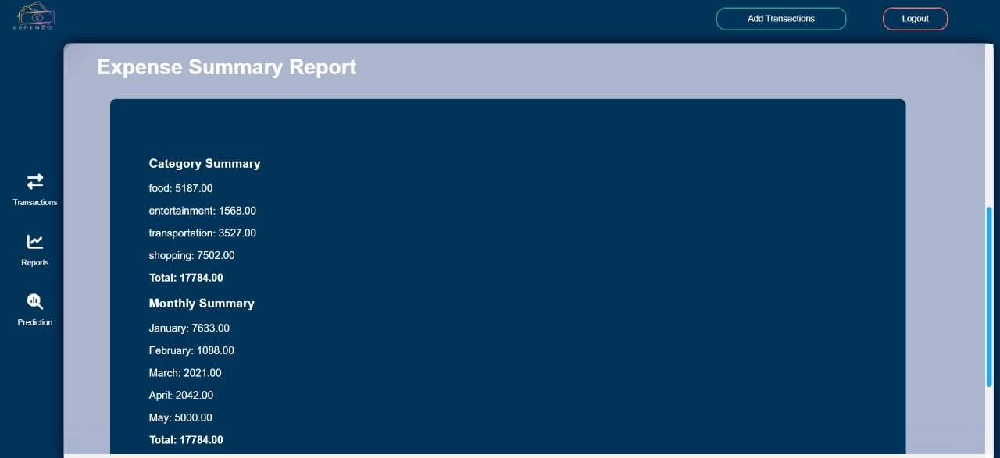 EXPENZO
Add Transactions
Logout
Expense Summary Report
Transactions
Reports
Prediction
Category Summary
food: 5187.00
entertainment: 1568.00
transportation: 3527.00
shopping: 7502.00
Total: 17784.00
Monthly Summary
January: 7633.00
February: 1088.00
March: 2021.00
April: 2042.00
May: 5000.00
Total: 17784.00